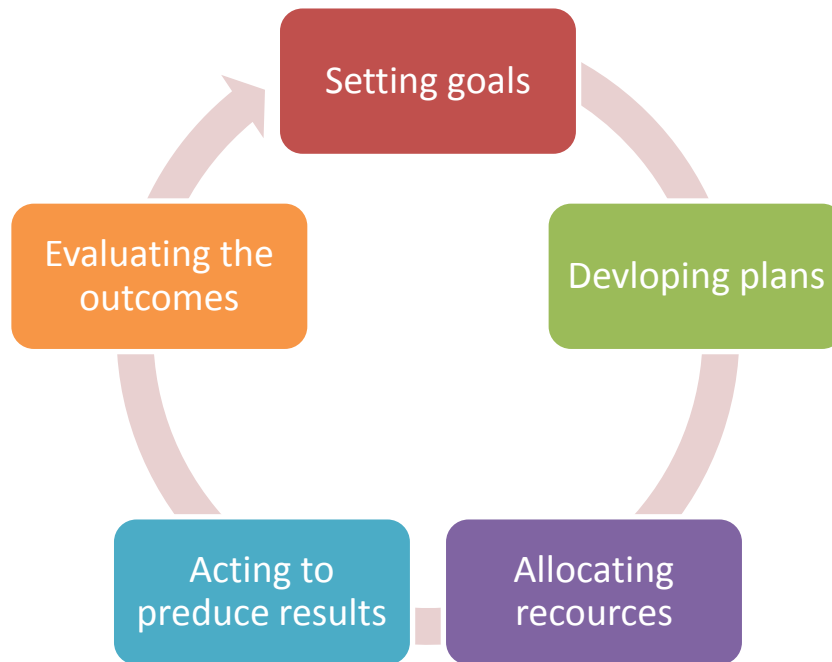 Setting goals
Devloping plans
Allocating
recources
Acting to
preduce results
Evaluating the
outcomes